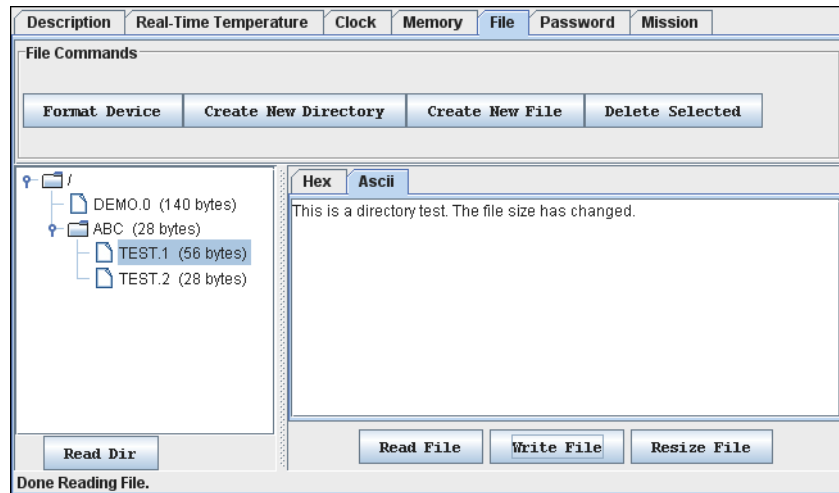 Description Real-Time Temperature Clock Memory File Password Mission
File Commands
Format Device Create New Directory Create New File Delete Selected
/
DEMO.0 (140 bytes)
ABC (28 bytes)
TEST.1 (56 bytes)
TEST.2 (28 bytes)
Hex Ascii
This is a directory test. The file size has changed.
Read Dir
Read File Write File Resize File
Done Reading File.